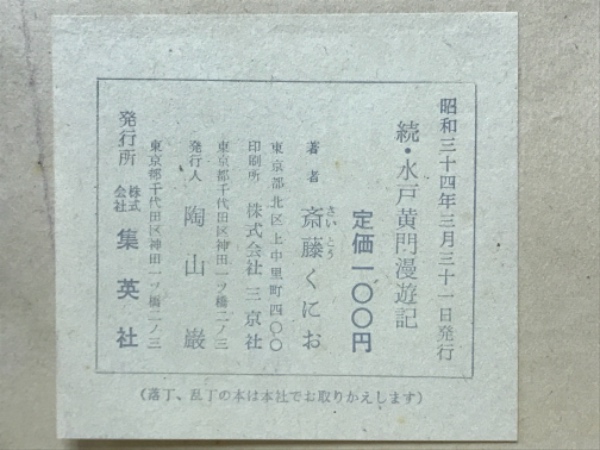 昭和三十四年三月三十一日発行
続・水戸黄門漫遊記
定価一〇〇円
著者 斎藤くにお
さいとう
東京都北区上中里町四〇〇
印刷所 株式会社 三京社
東京都千代田区神田一ツ橋二ノ三
発行人 陶山巌
東京都千代田区神田一ツ橋二ノ三
発行所 株式会社 集英社
（落丁、乱丁の本は本社でお取りかえします）